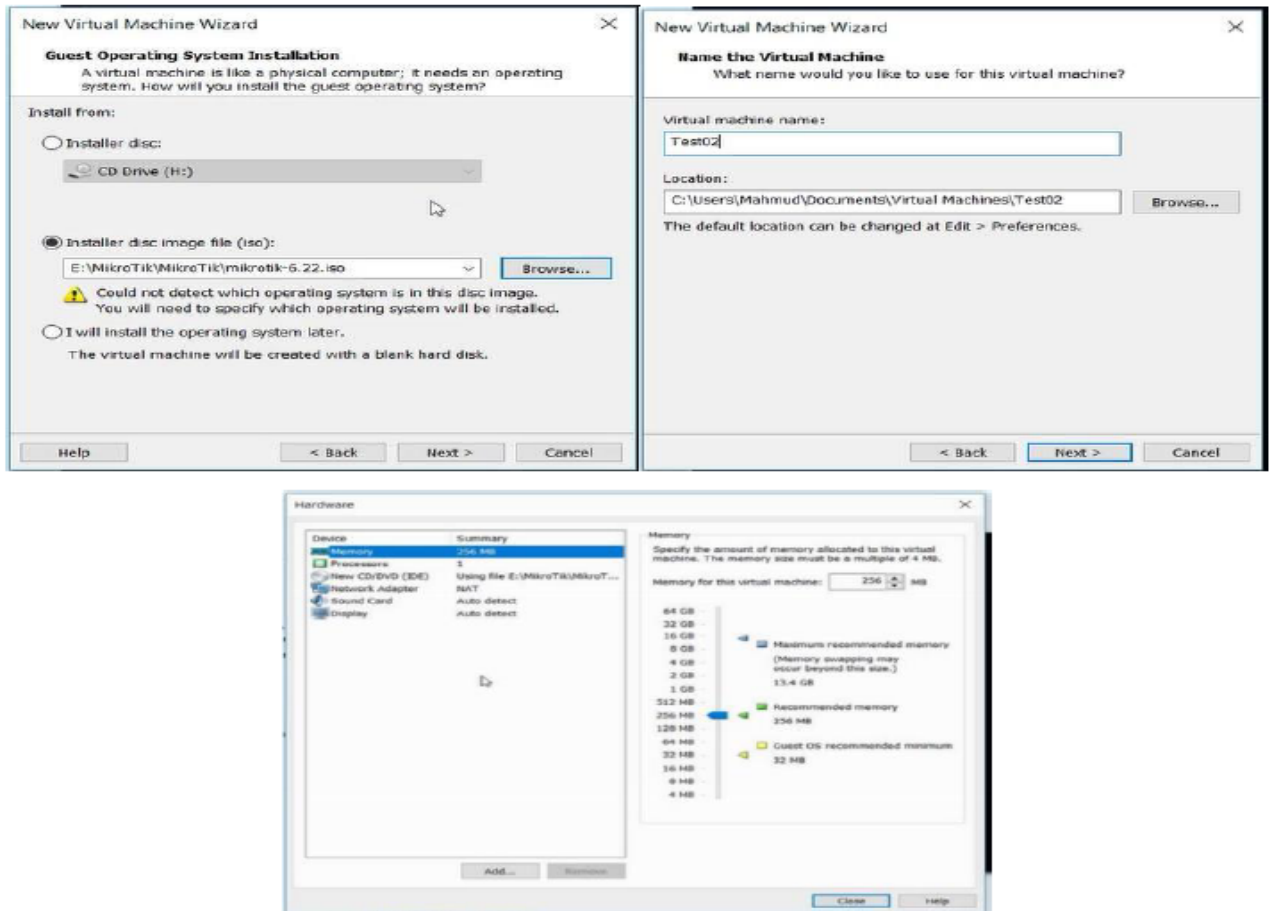 New Virtual Machine Wizard
Guest Operating System Installation
A virtual machine is like a physical computer; it needs an operating
system. How will you install the guest operating system?
Install from:
Installer disc:
CD Drive (H:)
Installer disc image file (iso):
E:\MikroTik\MikroTik\mikrotik-6.22.iso
Browse...
Could not detect which operating system is in this disc image.
You will need to specify which operating system will be installed.
I will install the operating system later.
The virtual machine will be created with a blank hard disk.
Help
< Back
Next >
Cancel
New Virtual Machine Wizard
Name the Virtual Machine
What name would you like to use for this virtual machine?
Virtual machine name:
Test02
Location:
C:\Users\Mahmud\Documents\Virtual Machines\Test02
Browse...
The default location can be changed at Edit > Preferences.
< Back
Next >
Cancel
Hardware
Device Summary
Memory 256 MB
Processors 1
New CD/DVD (IDE) Using file E:\MikroTik\MikroT...
Network Adapter NAT
Sound Card Auto detect
Display Auto detect
Add...
Remove
Memory
Specify the amount of memory allocated to this virtual
machine. The memory size must be a multiple of 4 MB.
Memory for this virtual machine: 256 MB
64 GB
32 GB
16 GB
8 GB
4 GB
2 GB
1 GB
512 MB
256 MB
128 MB
64 MB
32 MB
16 MB
8 MB
4 MB
Maximum recommended memory
(Memory swapping may
occur beyond this size.)
13.4 GB
Recommended memory
256 MB
Guest OS recommended minimum
32 MB
Close
Help